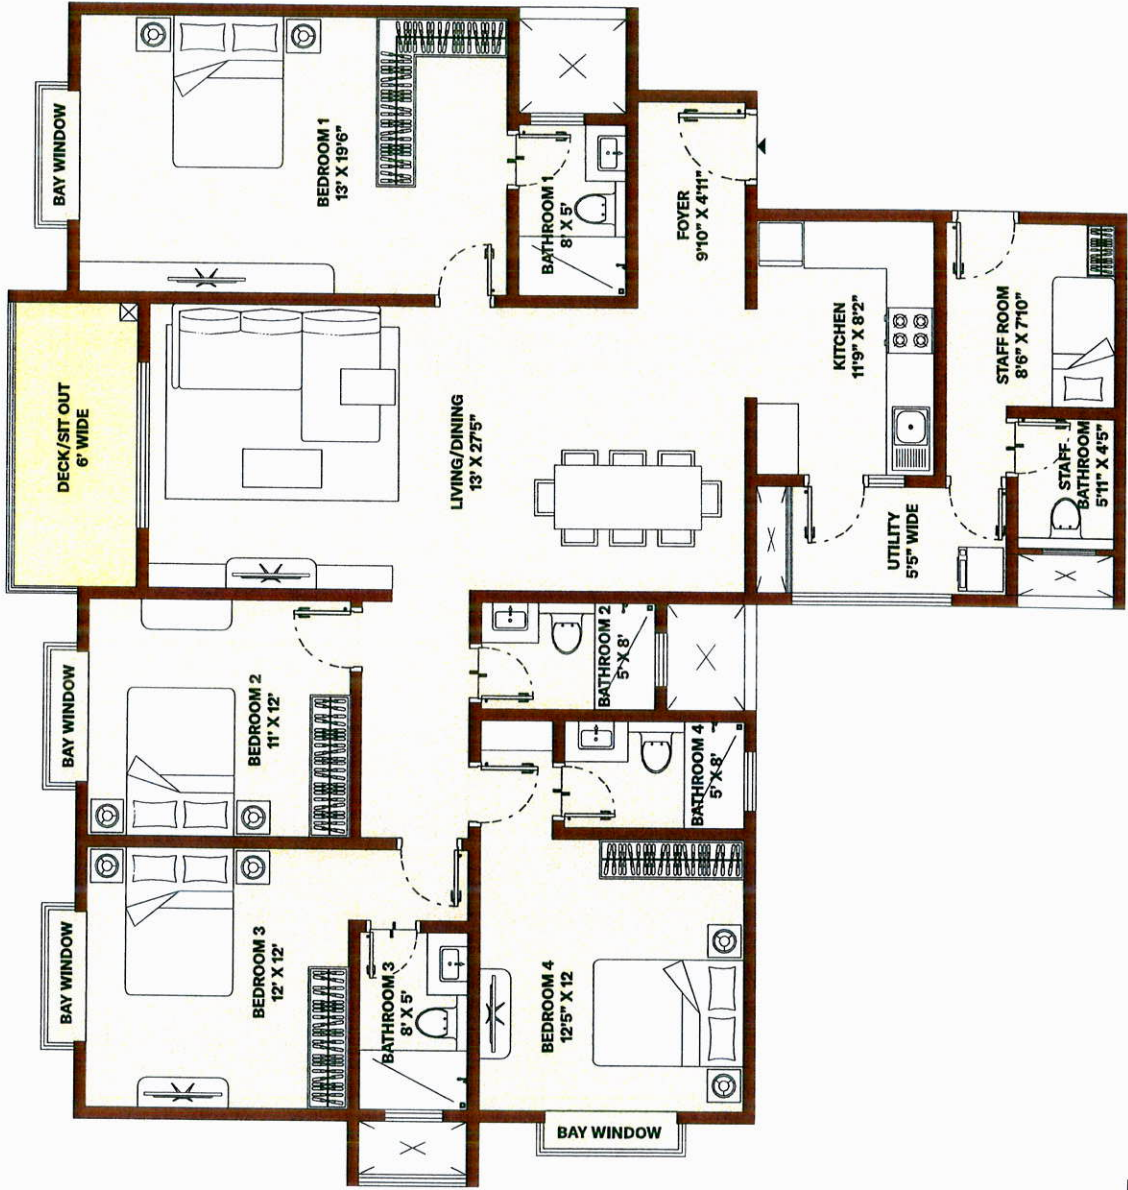 BAY WINDOW
BEDROOM 1
13' X 19'6"
BATHROOM 1
8' X 5'
FOYER
9'10" X 4'11"
DECK/SIT OUT
6' WIDE
LIVING/DINING
13' X 27'5"
KITCHEN
11'9" X 8'2"
STAFF ROOM
8'6" X 7'10"
STAFF
BATHROOM
5'11" X 4'5"
UTILITY
5'5" WIDE
BAY WINDOW
BEDROOM 2
11' X 12'
BATHROOM 2
5' X 8'
BATHROOM 4
5' X 8'
BAY WINDOW
BEDROOM 3
12' X 12'
BATHROOM 3
8' X 5'
BEDROOM 4
12'5" X 12
BAY WINDOW